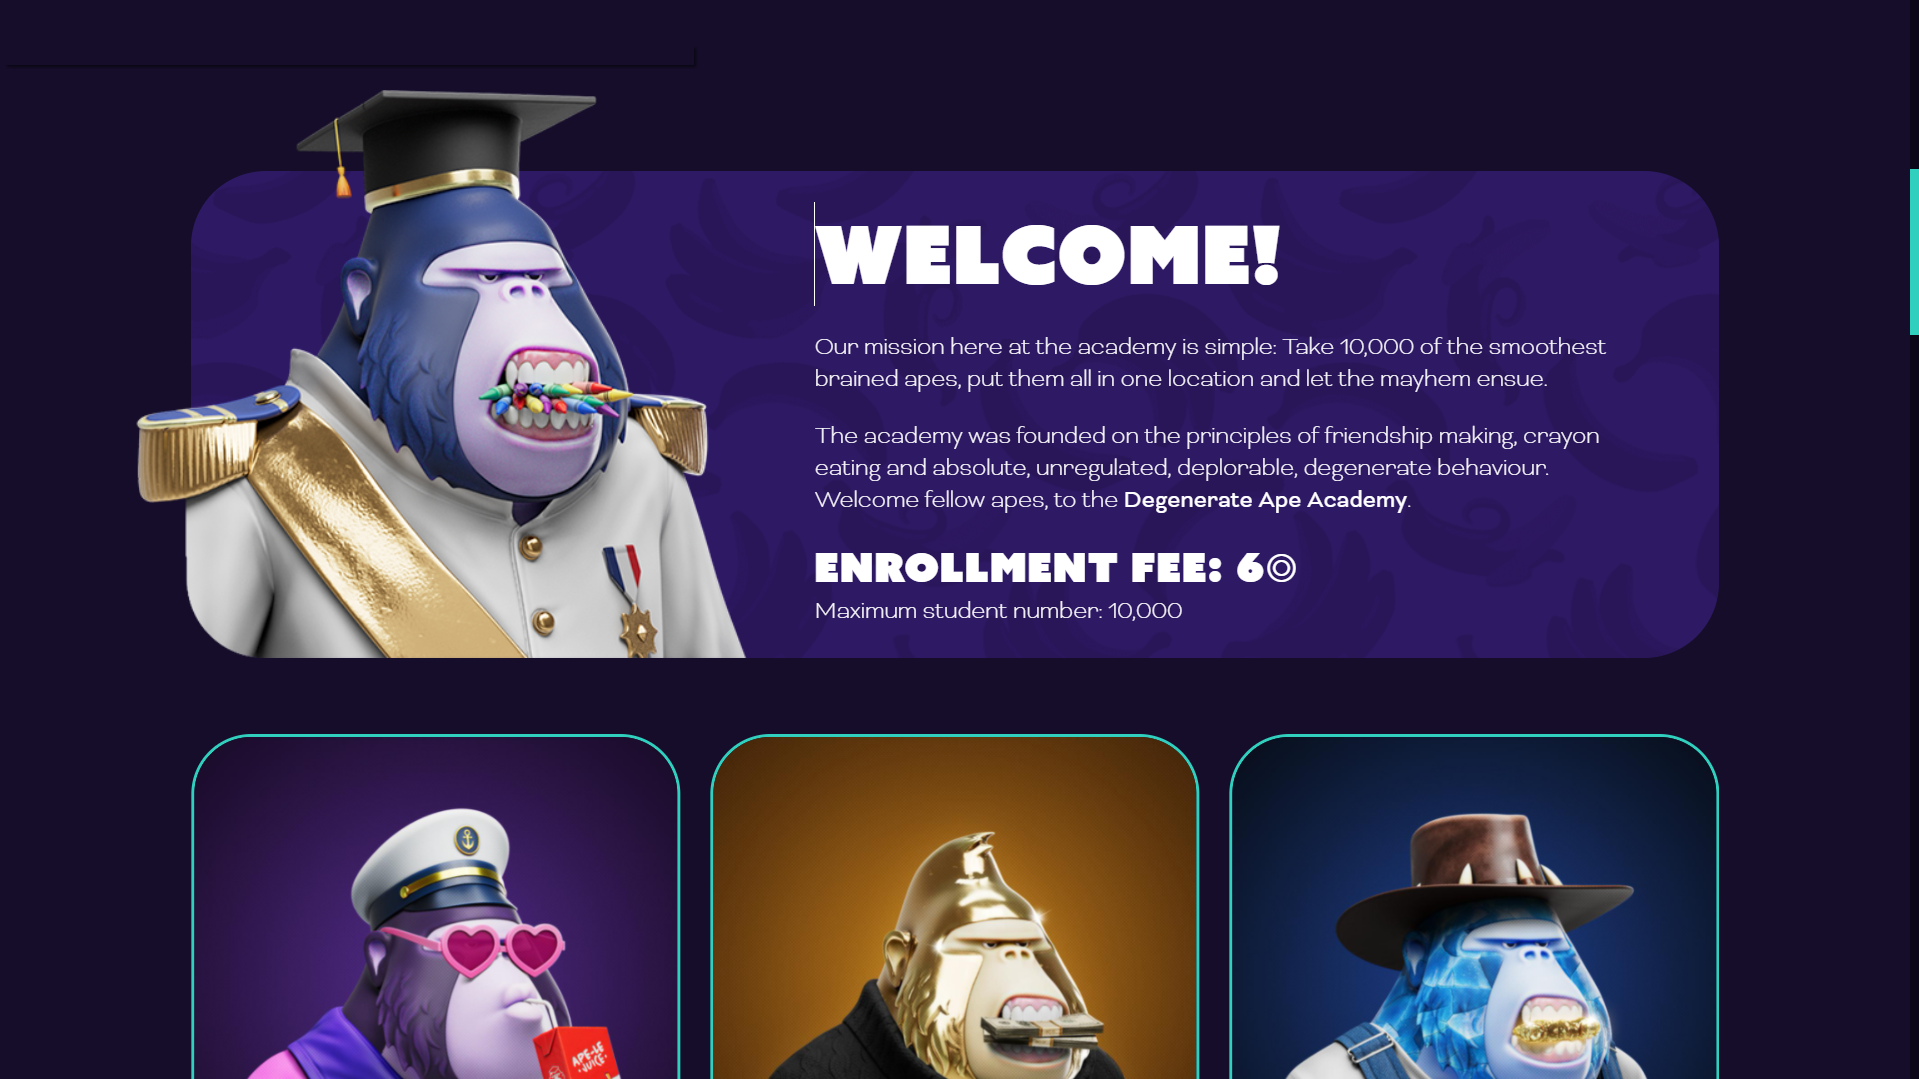 WELCOME!
Our mission here at the academy is simple: Take 10,000 of the smoothest
brained apes, put them all in one location and let the mayhem ensue.
The academy was founded on the principles of friendship making, crayon
eating and absolute, unregulated, deplorable, degenerate behaviour.
Welcome fellow apes, to the Degenerate Ape Academy.
ENROLLMENT FEE: 6◎
Maximum student number: 10,000
APE-LE
JUICE